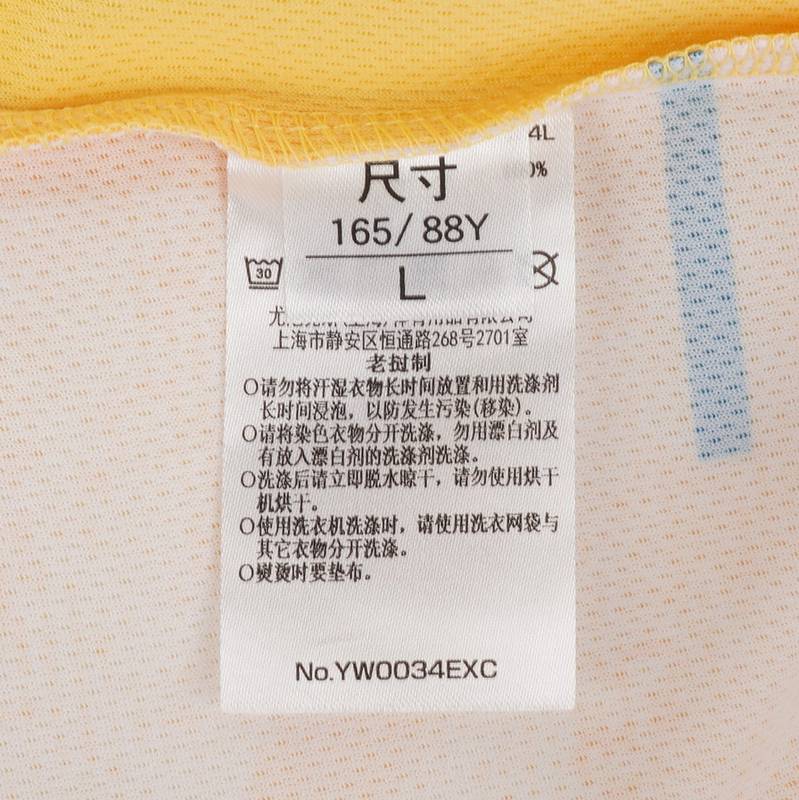 4L
0%
尺寸
165/ 88Y
L
30
上海市静安区恒通路268号2701室
老挝制
○请勿将汗湿衣物长时间放置和用洗涤剂
长时间浸泡，以防发生污染(移染)。
○请将染色衣物分开洗涤，勿用漂白剂及
有放入漂白剂的洗涤剂洗涤。
○洗涤后请立即脱水晾干，请勿使用烘干
机烘干。
○使用洗衣机洗涤时，请使用洗衣网袋与
其它衣物分开洗涤。
○熨烫时要垫布。
No.YW0034EXC